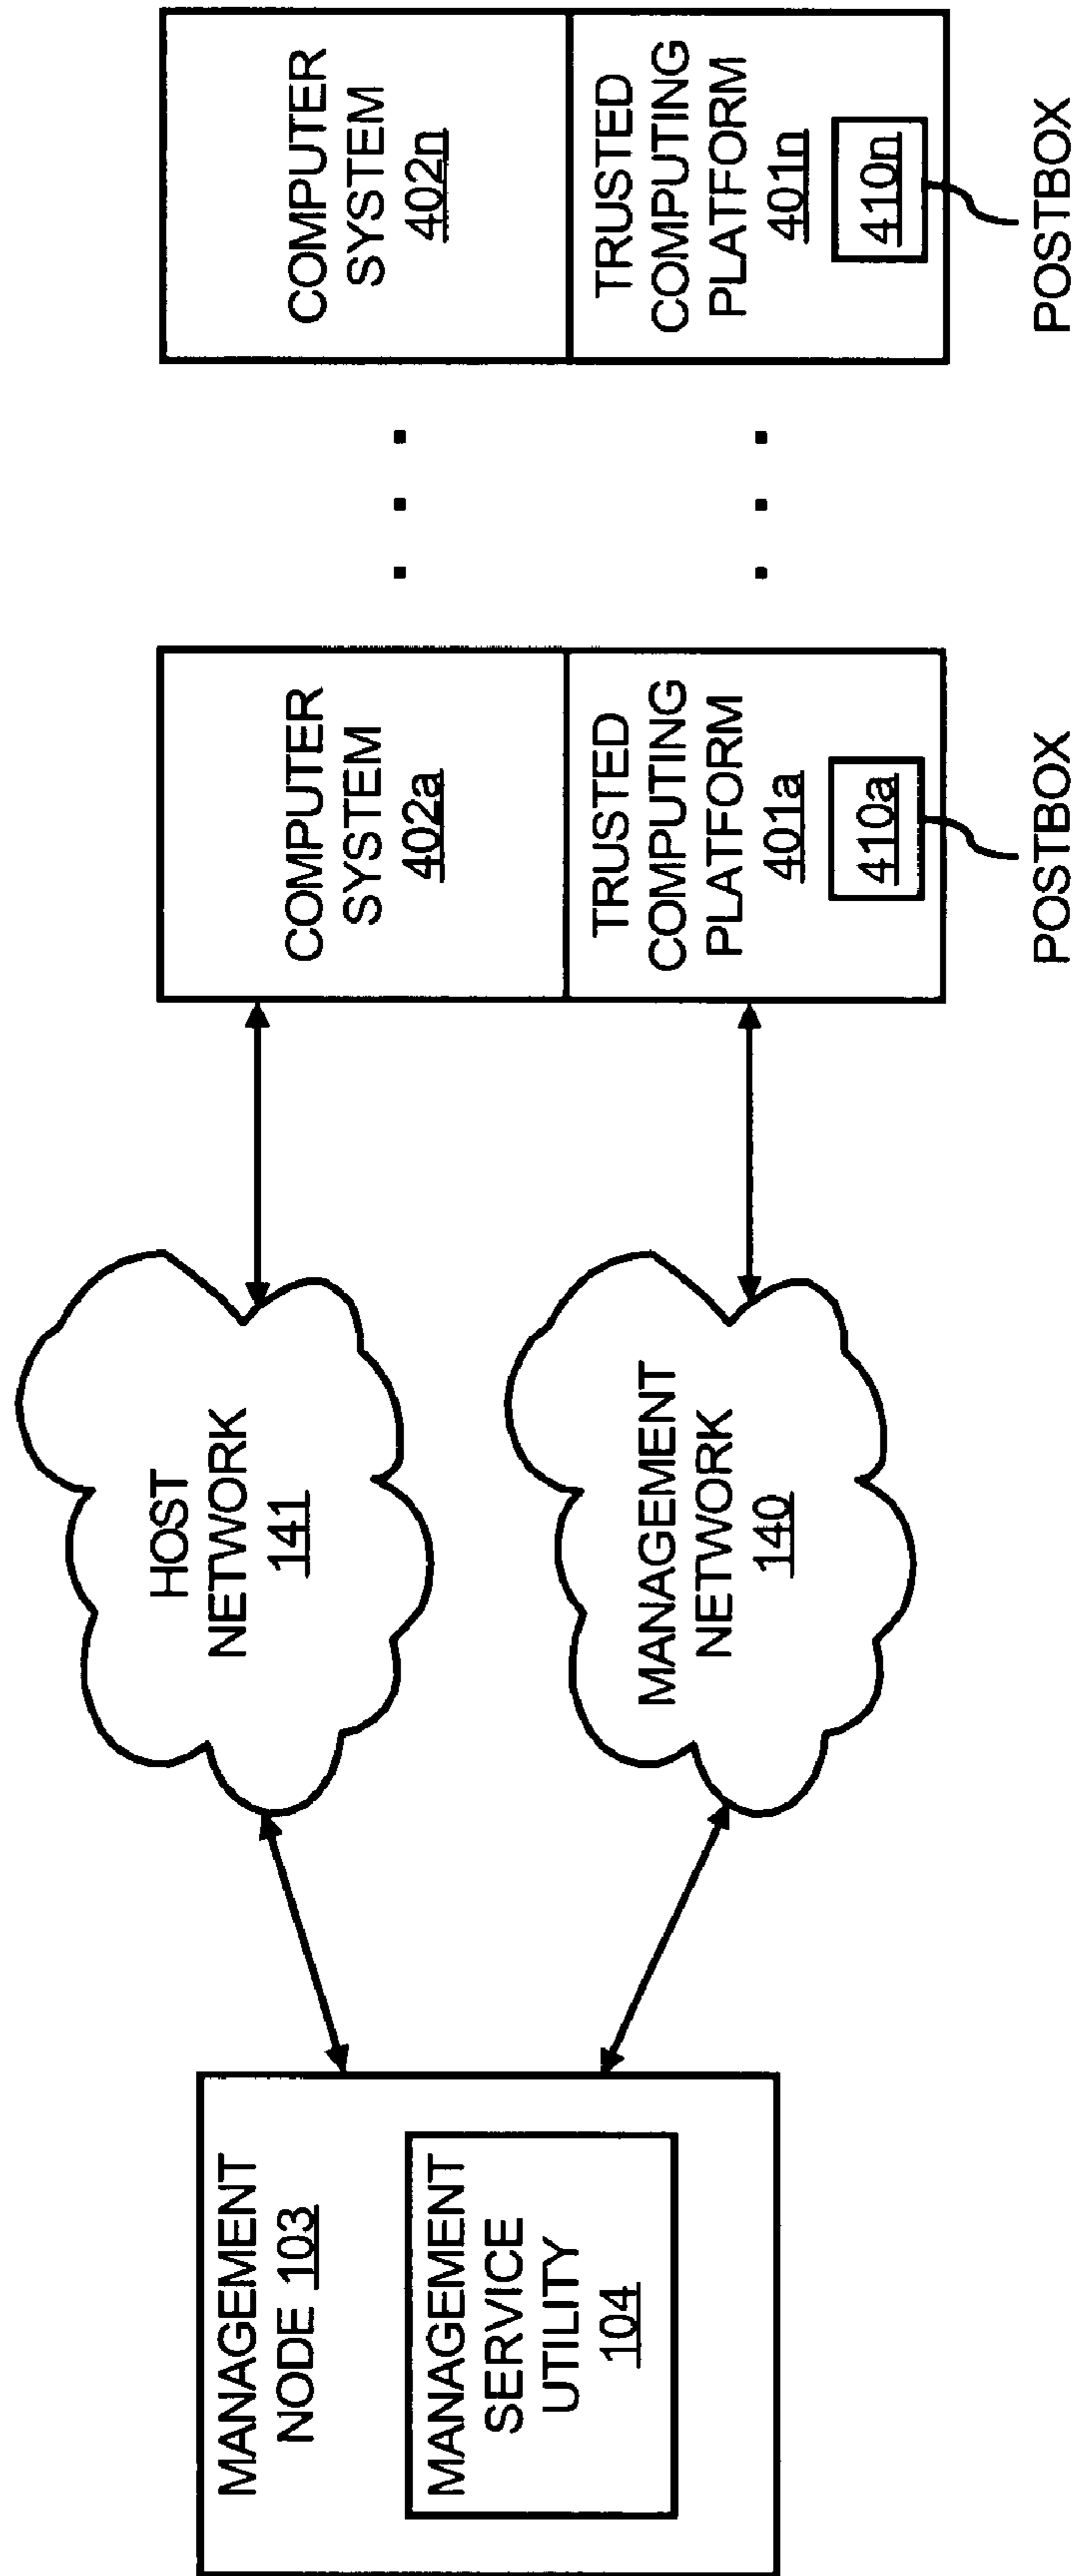 MANAGEMENT
NODE 103
MANAGEMENT
SERVICE
UTILITY
104
HOST
NETWORK
141
MANAGEMENT
NETWORK
140
COMPUTER
SYSTEM
402a
TRUSTED
COMPUTING
PLATFORM
401a
410a
POSTBOX
COMPUTER
SYSTEM
402n
TRUSTED
COMPUTING
PLATFORM
401n
410n
POSTBOX